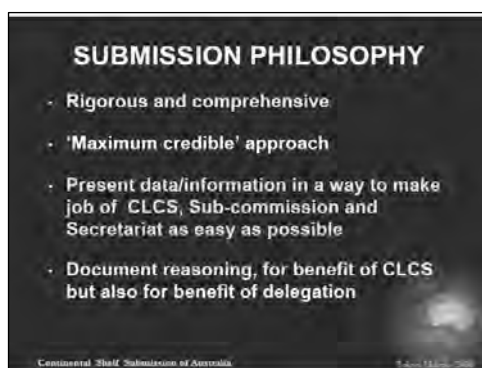 SUBMISSION PHILOSOPHY
· Rigorous and comprehensive
· 'Maximum credible' approach
· Present data/information in a way to make
job of CLCS, Sub-commission and
Secretariat as easy as possible
· Document reasoning, for benefit of CLCS
but also for benefit of delegation
Continental Shelf Submission of Australia